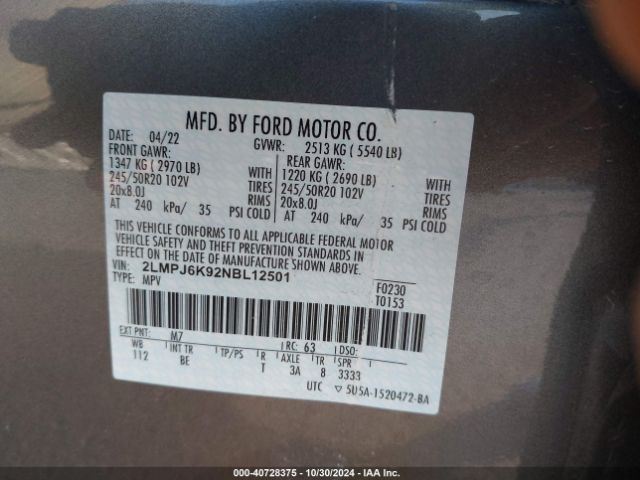 MFD. BY FORD MOTOR CO.
DATE: 04/22 GVWR: 2513 KG ( 5540 LB)
FRONT GAWR: REAR GAWR:
1347 KG ( 2970 LB) WITH 1220 KG ( 2690 LB) WITH
245/50R20 102V TIRES 245/50R20 102V TIRES
20x8.0J RIMS 20x8.0J RIMS
AT 240 kPa/ 35 PSI COLD AT 240 kPa/ 35 PSI COLD
THIS VEHICLE CONFORMS TO ALL APPLICABLE FEDERAL MOTOR
VEHICLE SAFETY AND THEFT PREVENTION STANDARDS IN
EFFECT ON THE DATE OF MANUFACTURE SHOWN ABOVE.
VIN: 2LMPJ6K92NBL12501 F0230
TYPE: MPV T0153
EXT PNT: M7 RC: 63 DSO:
WB INT TR TP/PS R AXLE TR SPR
112 BE T 3A 8 3333
UTC ▽ 5U5A-1520472-BA
000-40728375 • 10/30/2024 • IAA Inc.